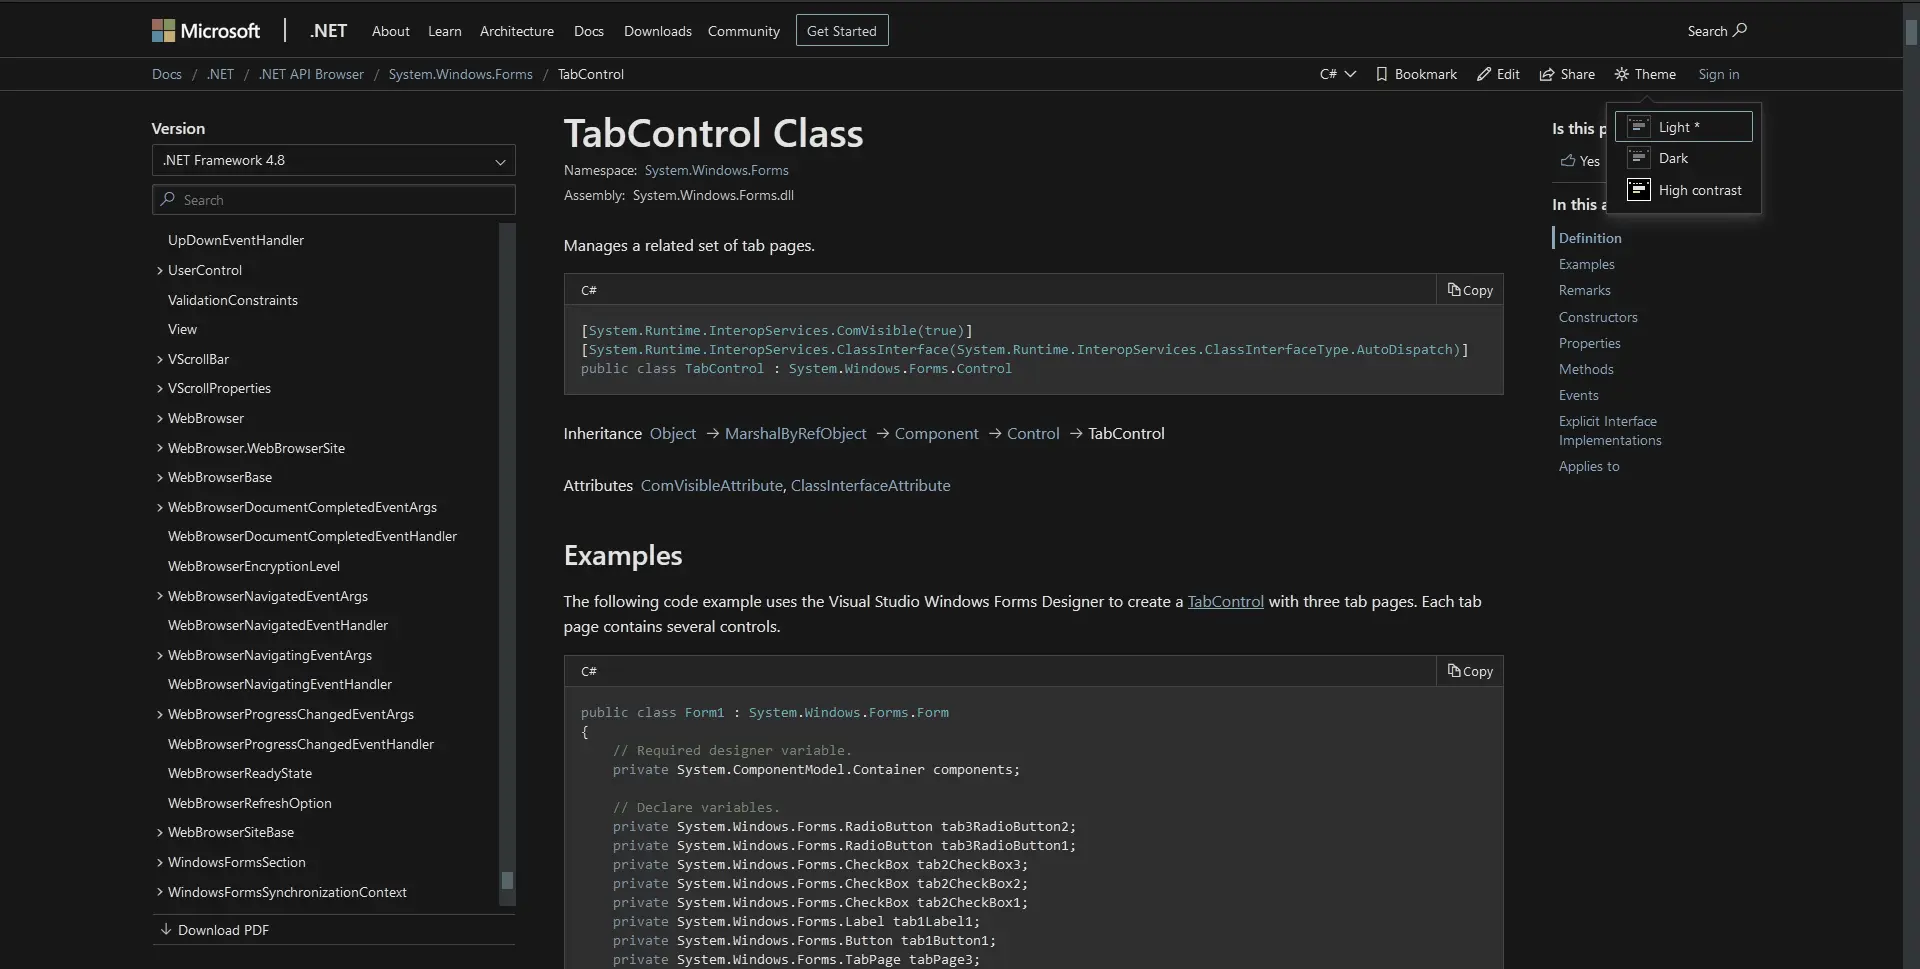 Microsoft
.NET
About
Learn
Architecture
Docs
Downloads
Community
Get Started
Search
Docs / .NET / .NET API Browser / System.Windows.Forms / TabControl
C#
Bookmark
Edit
Share
Theme
Sign in
Light *
Dark
High contrast
Version
.NET Framework 4.8
Search
UpDownEventHandler
UserControl
ValidationConstraints
View
VScrollBar
VScrollProperties
WebBrowser
WebBrowser.WebBrowserSite
WebBrowserBase
WebBrowserDocumentCompletedEventArgs
WebBrowserDocumentCompletedEventHandler
WebBrowserEncryptionLevel
WebBrowserNavigatedEventArgs
WebBrowserNavigatedEventHandler
WebBrowserNavigatingEventArgs
WebBrowserNavigatingEventHandler
WebBrowserProgressChangedEventArgs
WebBrowserProgressChangedEventHandler
WebBrowserReadyState
WebBrowserRefreshOption
WebBrowserSiteBase
WindowsFormsSection
WindowsFormsSynchronizationContext
Download PDF
TabControl Class
Namespace: System.Windows.Forms
Assembly: System.Windows.Forms.dll
Manages a related set of tab pages.
C#
Copy
[System.Runtime.InteropServices.ComVisible(true)]
[System.Runtime.InteropServices.ClassInterface(System.Runtime.InteropServices.ClassInterfaceType.AutoDispatch)]
public class TabControl : System.Windows.Forms.Control
Inheritance Object → MarshalByRefObject → Component → Control → TabControl
Attributes ComVisibleAttribute, ClassInterfaceAttribute
Examples
The following code example uses the Visual Studio Windows Forms Designer to create a TabControl with three tab pages. Each tab
page contains several controls.
C#
Copy
public class Form1 : System.Windows.Forms.Form
{
// Required designer variable.
private System.ComponentModel.Container components;
// Declare variables.
private System.Windows.Forms.RadioButton tab3RadioButton2;
private System.Windows.Forms.RadioButton tab3RadioButton1;
private System.Windows.Forms.CheckBox tab2CheckBox3;
private System.Windows.Forms.CheckBox tab2CheckBox2;
private System.Windows.Forms.CheckBox tab2CheckBox1;
private System.Windows.Forms.Label tab1Label1;
private System.Windows.Forms.Button tab1Button1;
private System.Windows.Forms.TabPage tabPage3;
Is this p
Yes
In this a
Definition
Examples
Remarks
Constructors
Properties
Methods
Events
Explicit Interface
Implementations
Applies to